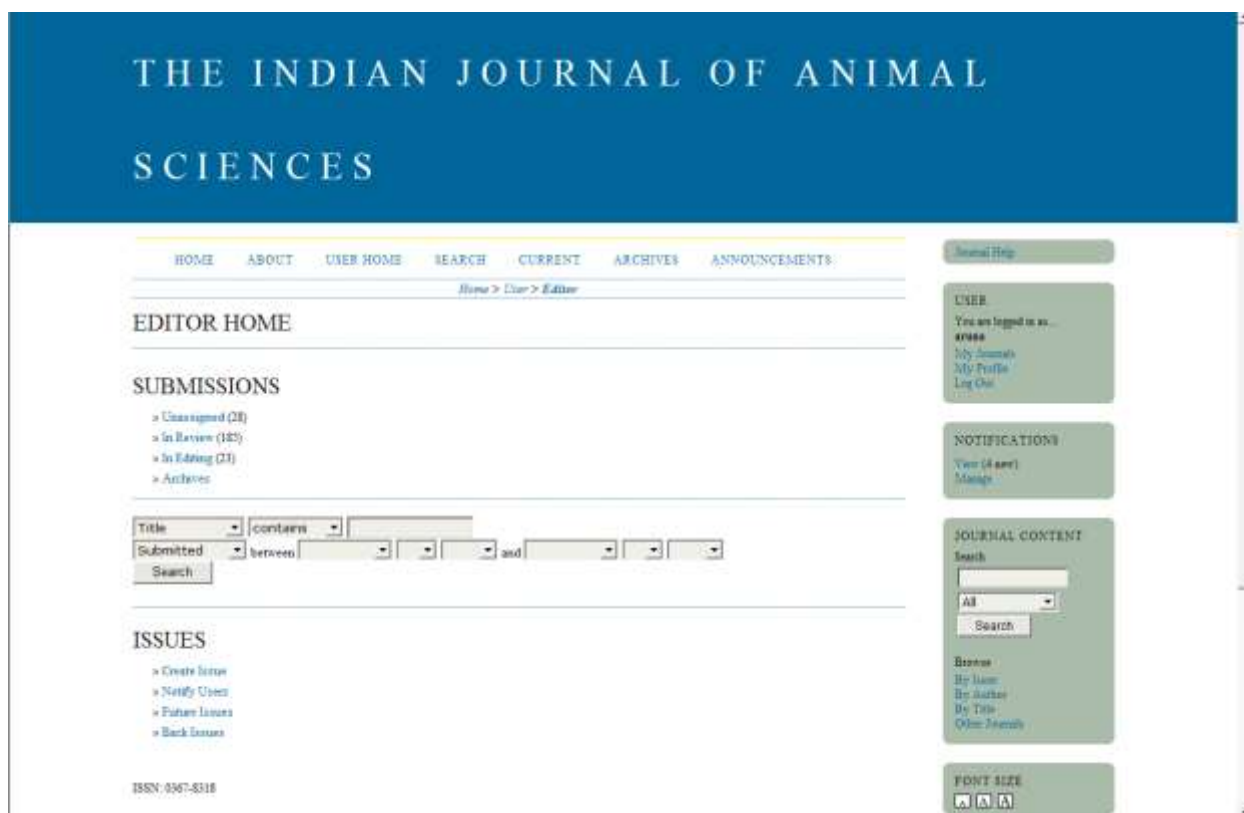 THE INDIAN JOURNAL OF ANIMAL
SCIENCES
HOME ABOUT USER HOME SEARCH CURRENT ARCHIVES ANNOUNCEMENTS
Home > User > Editor
EDITOR HOME
SUBMISSIONS
» Unassigned (28)
» In Review (185)
» In Editing (23)
» Archives
Title contains
Submitted between and
Search
ISSUES
» Create Issue
» Notify Users
» Future Issues
» Back Issues
ISSN: 0367-8318
Journal Help
USER
You are logged in as...
aruna
My Journals
My Profile
Log Out
NOTIFICATIONS
View (4 new)
Manage
JOURNAL CONTENT
Search
All
Search
Browse
By Issue
By Author
By Title
Other Journals
FONT SIZE
A A A